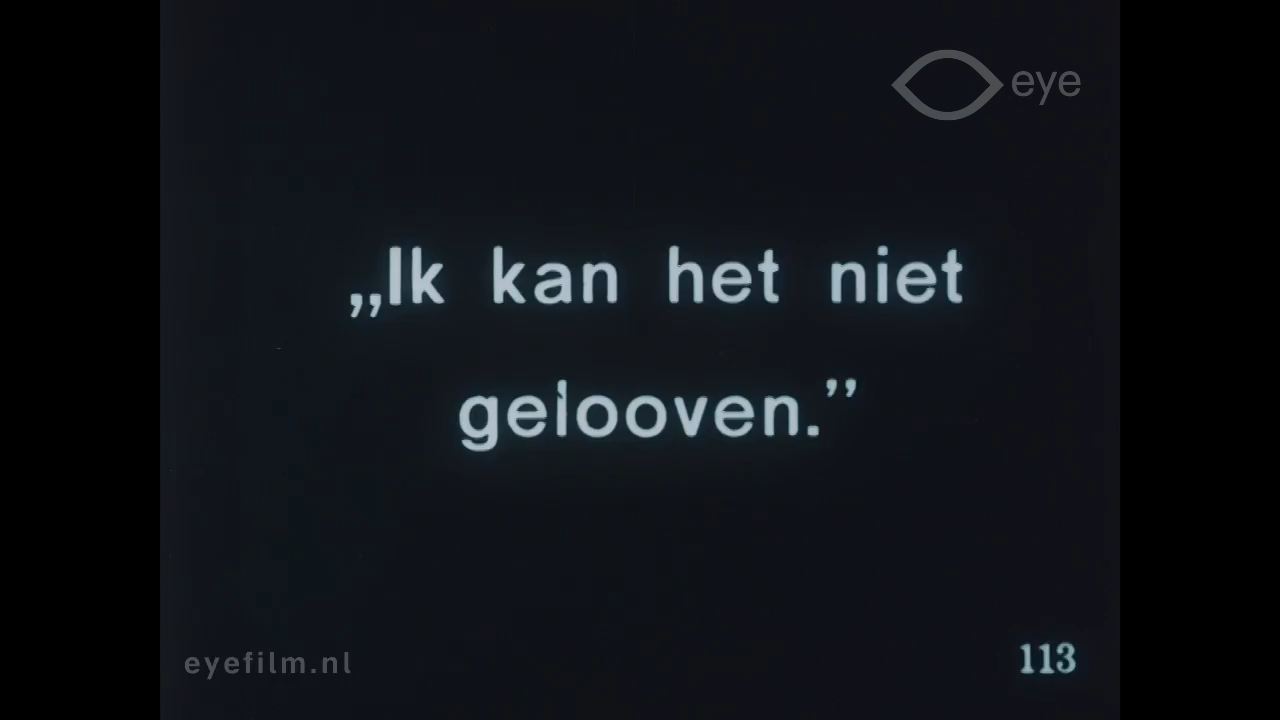 eye
„Ik kan het niet
gelooven.”
eyefilm.nl
113